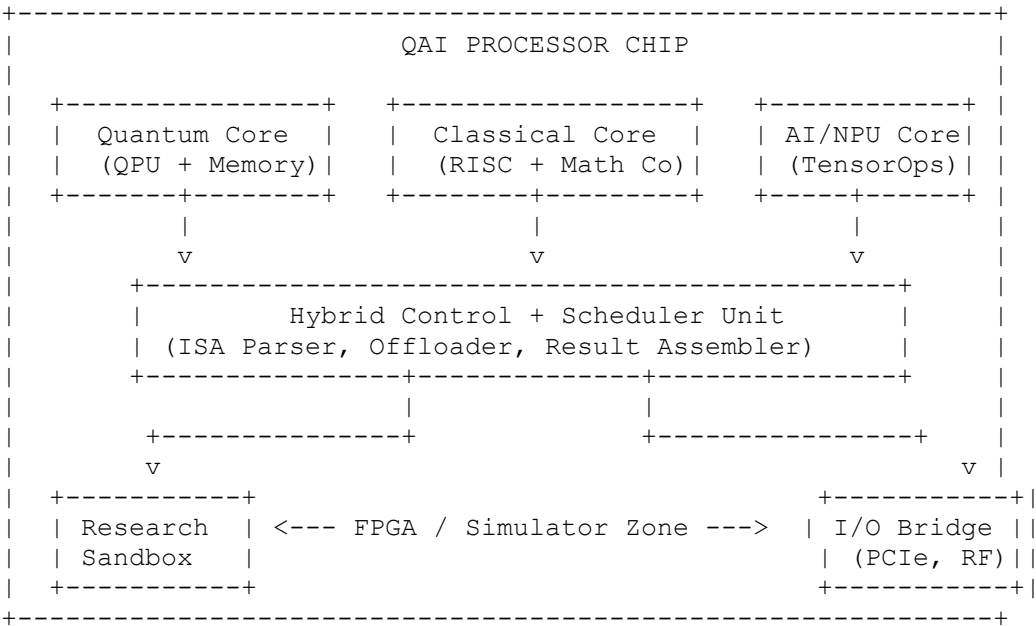 QAI PROCESSOR CHIP
Quantum Core Classical Core AI/NPU Core
(QPU + Memory) (RISC + Math Co) (TensorOps)
v v v
Hybrid Control + Scheduler Unit
(ISA Parser, Offloader, Result Assembler)
v v
Research <--- FPGA / Simulator Zone ---> I/O Bridge
Sandbox (PCIe, RF)